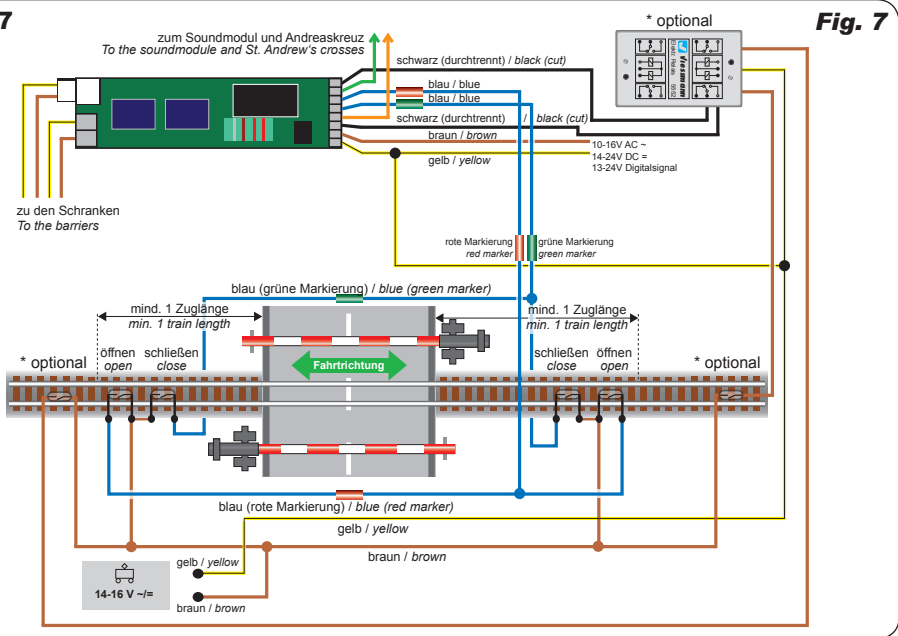 7
Fig. 7
* optional
zum Soundmodul und Andreaskreuz
To the soundmodule and St. Andrew's crosses
schwarz (durchtrennt) / black (cut)
blau / blue
blau / blue
schwarz (durchtrennt) / black (cut)
braun / brown
gelb / yellow
10-16V AC ~
14-24V DC =
13-24V Digitalsignal
viessmann
Elektr. Relais 5552
zu den Schranken
To the barriers
rote Markierung
red marker
grüne Markierung
green marker
blau (grüne Markierung) / blue (green marker)
mind. 1 Zuglänge
min. 1 train length
mind. 1 Zuglänge
min. 1 train length
* optional
öffnen
open
schließen
close
Fahrtrichtung
schließen
close
öffnen
open
* optional
blau (rote Markierung) / blue (red marker)
gelb / yellow
braun / brown
gelb / yellow
14-16 V ~/=
braun / brown